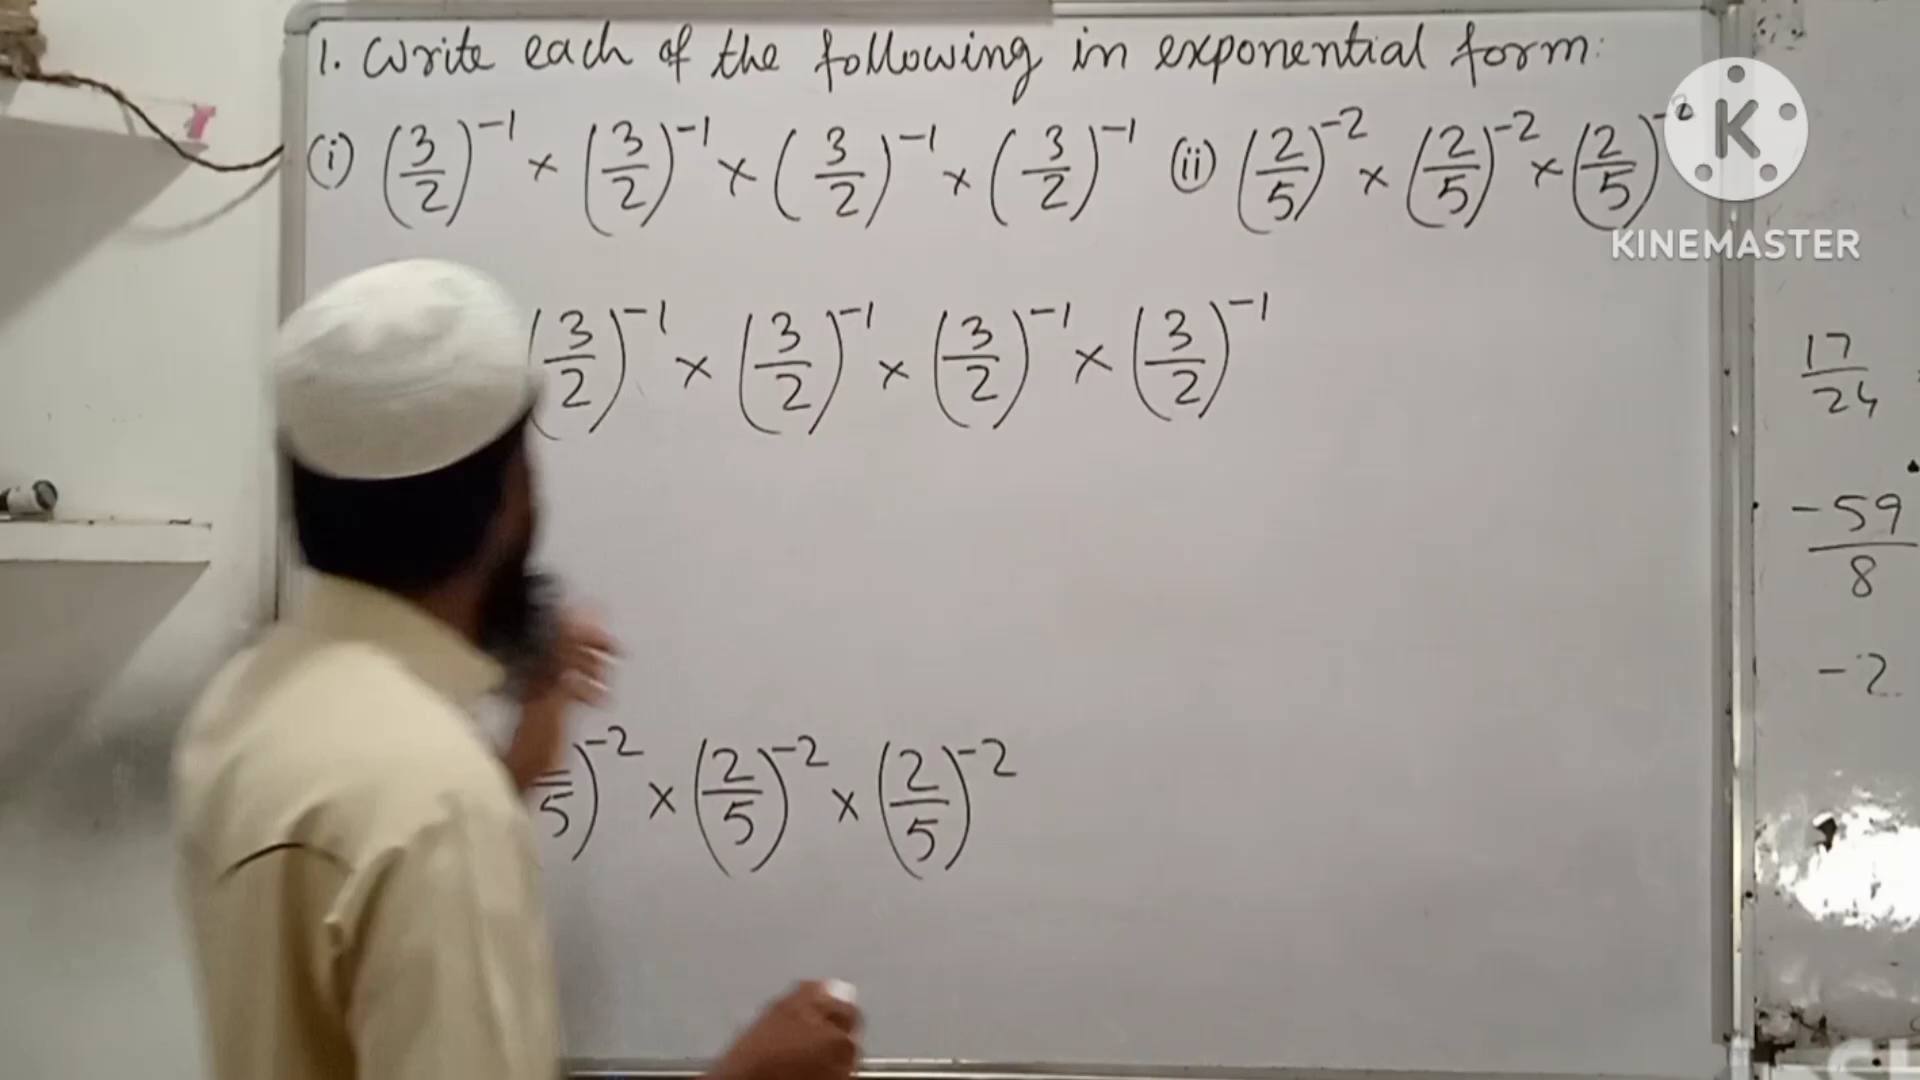 1. Write each of the following in exponential form:
(i) (3/2)^-1 × (3/2)^-1 × (3/2)^-1 × (3/2)^-1 (ii) (2/5)^-2 × (2/5)^-2 × (2/5)^-2
K
KINEMASTER
(3/2)^-1 × (3/2)^-1 × (3/2)^-1 × (3/2)^-1
17/24
-59/8
-2
5)^-2 × (2/5)^-2 × (2/5)^-2